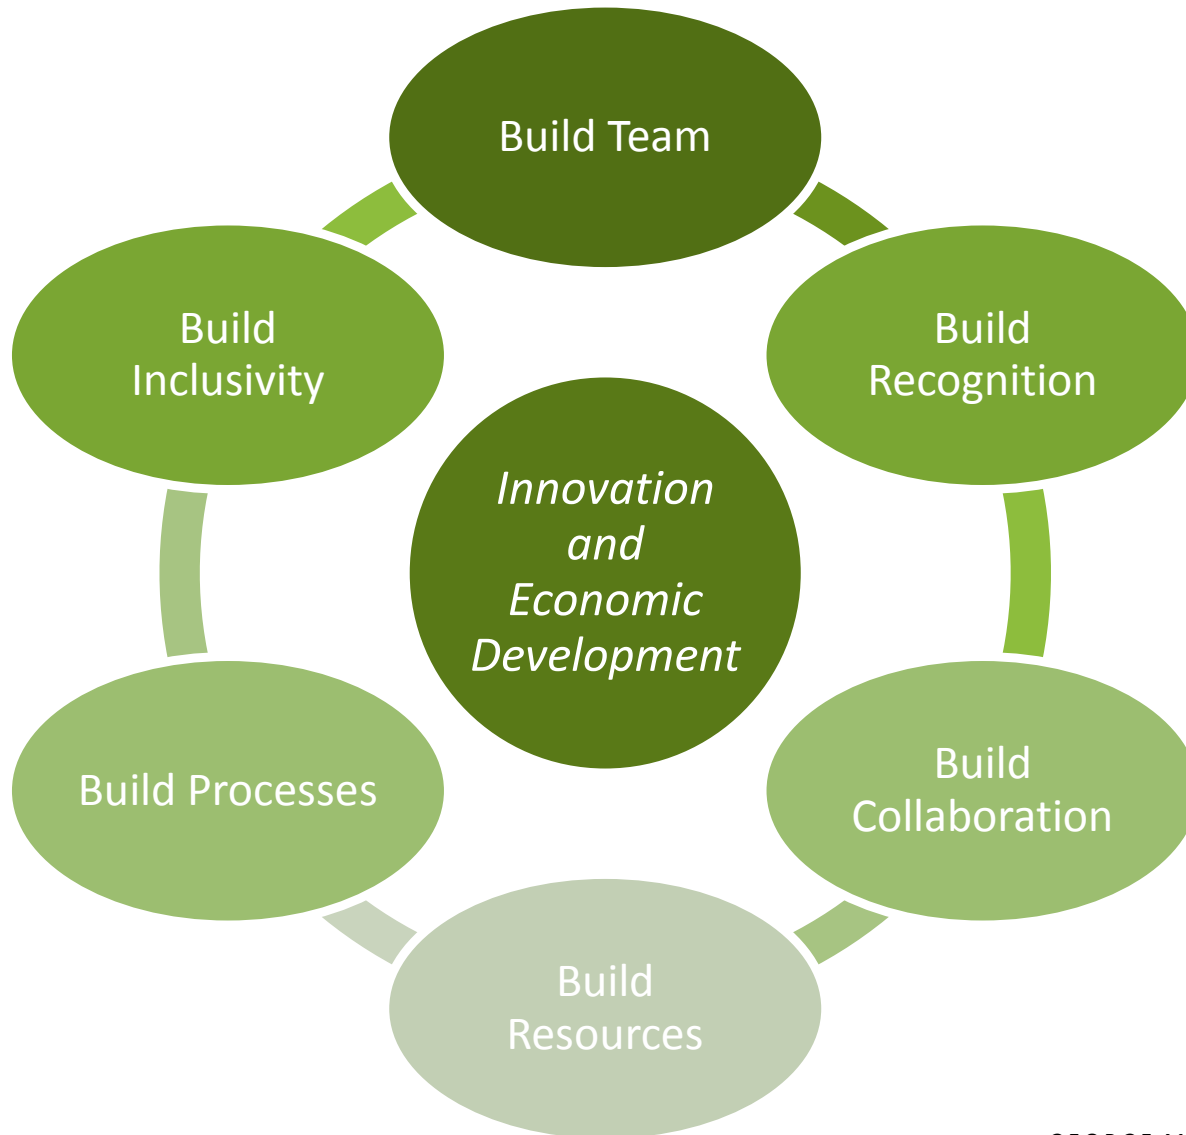 Build Team
Build
Recognition
Build
Collaboration
Build
Resources
Build Processes
Build
Inclusivity
Innovation
and
Economic
Development